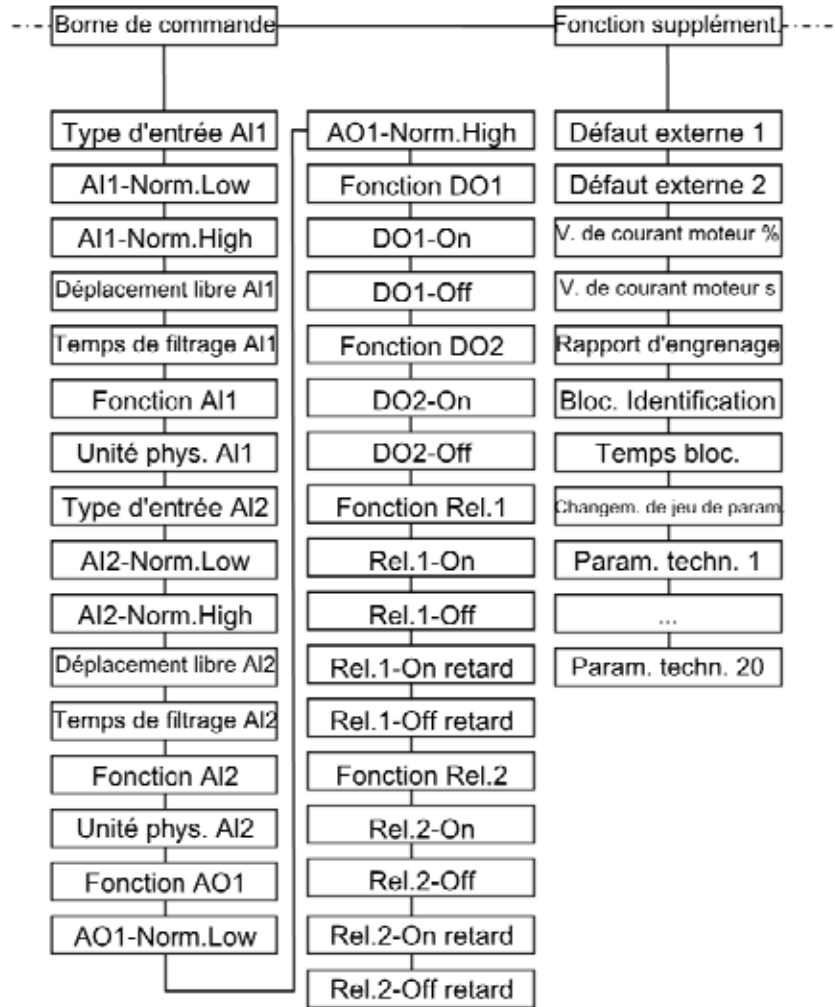 Borne de commande
Fonction supplément.
Type d'entrée AI1
AI1-Norm.Low
AI1-Norm.High
Déplacement libre AI1
Temps de filtrage AI1
Fonction AI1
Unité phys. AI1
Type d'entrée AI2
AI2-Norm.Low
AI2-Norm.High
Déplacement libre AI2
Temps de filtrage AI2
Fonction AI2
Unité phys. AI2
Fonction AO1
AO1-Norm.Low
AO1-Norm.High
Fonction DO1
DO1-On
DO1-Off
Fonction DO2
DO2-On
DO2-Off
Fonction Rel.1
Rel.1-On
Rel.1-Off
Rel.1-On retard
Rel.1-Off retard
Fonction Rel.2
Rel.2-On
Rel.2-Off
Rel.2-On retard
Rel.2-Off retard
Défaut externe 1
Défaut externe 2
V. de courant moteur %
V. de courant moteur s
Rapport d'engrenage
Bloc. Identification
Temps bloc.
Changem. de jeu de param.
Param. techn. 1
...
Param. techn. 20